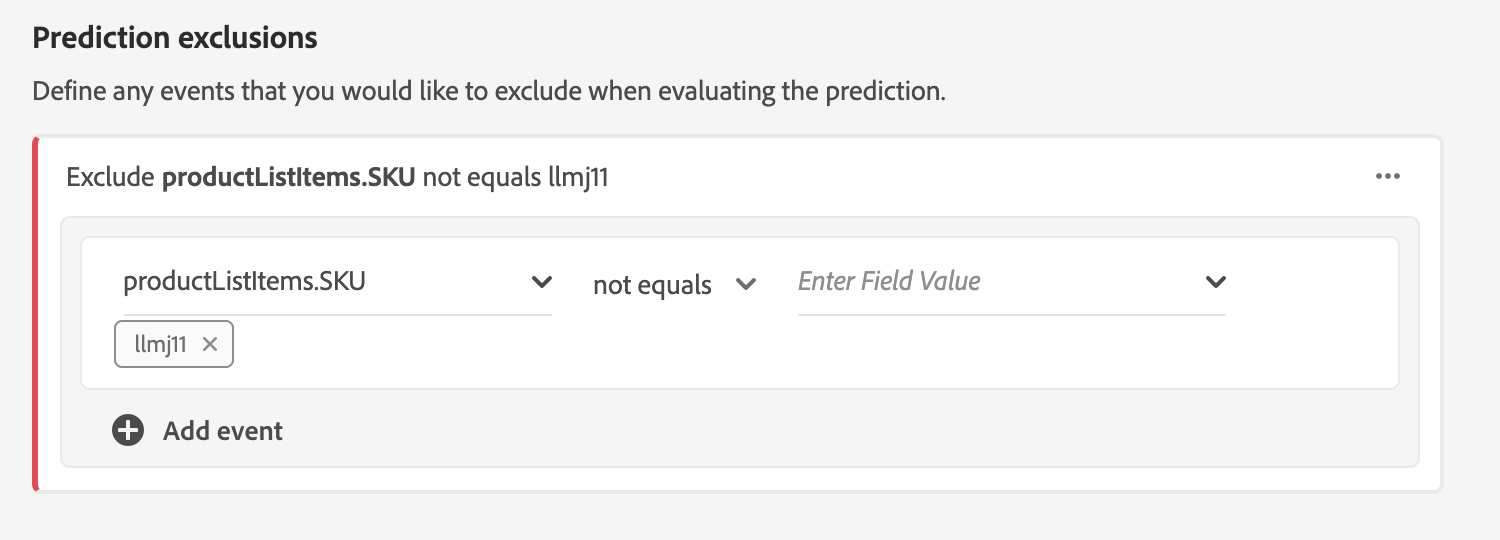 Prediction exclusions
Define any events that you would like to exclude when evaluating the prediction.
Exclude productListItems.SKU not equals llmj11
productListItems.SKU not equals Enter Field Value
llmj11
Add event